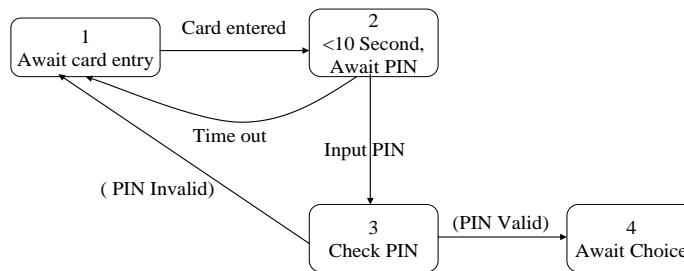 1
Await card entry
Card entered
2
<10 Second,
Await PIN
Time out
Input PIN
( PIN Invalid)
3
Check PIN
(PIN Valid)
4
Await Choice